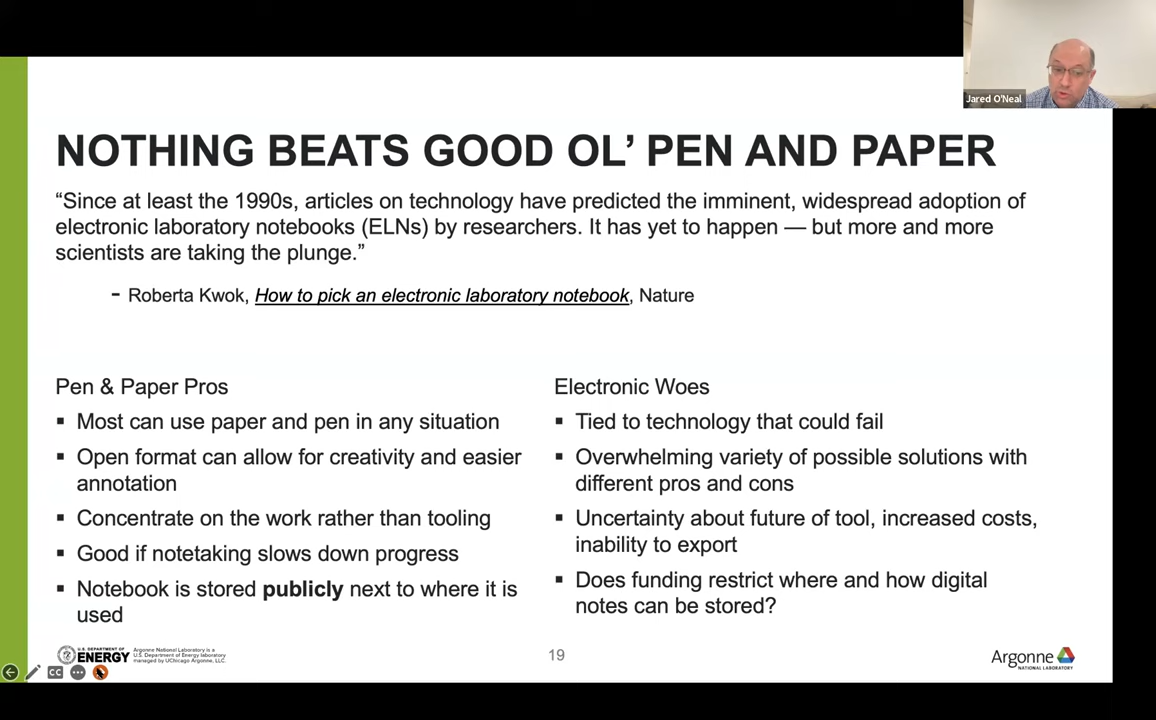 Jared O'Neal
NOTHING BEATS GOOD OL’ PEN AND PAPER
“Since at least the 1990s, articles on technology have predicted the imminent, widespread adoption of
electronic laboratory notebooks (ELNs) by researchers. It has yet to happen — but more and more
scientists are taking the plunge.”
- Roberta Kwok, How to pick an electronic laboratory notebook, Nature
Pen & Paper Pros
▪ Most can use paper and pen in any situation
▪ Open format can allow for creativity and easier
annotation
▪ Concentrate on the work rather than tooling
▪ Good if notetaking slows down progress
▪ Notebook is stored publicly next to where it is
used
Electronic Woes
▪ Tied to technology that could fail
▪ Overwhelming variety of possible solutions with
different pros and cons
▪ Uncertainty about future of tool, increased costs,
inability to export
▪ Does funding restrict where and how digital
notes can be stored?
U.S. DEPARTMENT OF
ENERGY
Argonne National Laboratory is a
U.S. Department of Energy laboratory
managed by UChicago Argonne, LLC.
19
Argonne
NATIONAL LABORATORY
CC